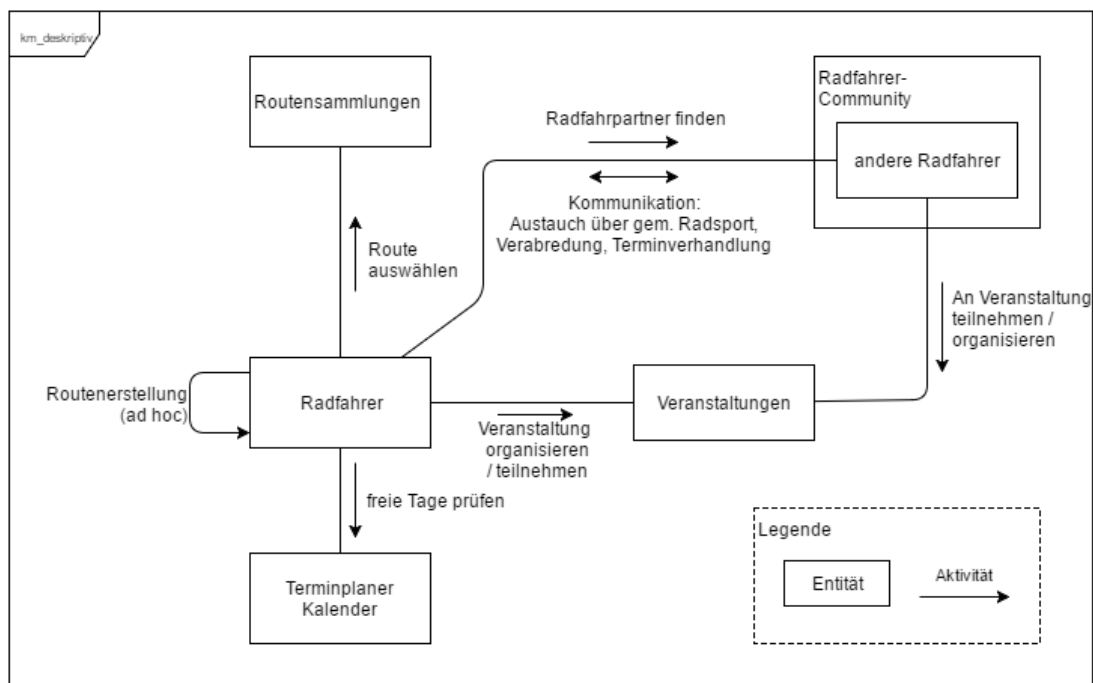 km_deskriptiv
Routensammlungen
Radfahrer-
Community
andere Radfahrer
Radfahrpartner finden
Kommunikation:
Austauch über gem. Radsport,
Verabredung, Terminverhandlung
Route
auswählen
An Veranstaltung
teilnehmen /
organisieren
Routenerstellung
(ad hoc)
Radfahrer
Veranstaltungen
Veranstaltung
organisieren
/ teilnehmen
freie Tage prüfen
Terminplaner
Kalender
Legende
Entität
Aktivität